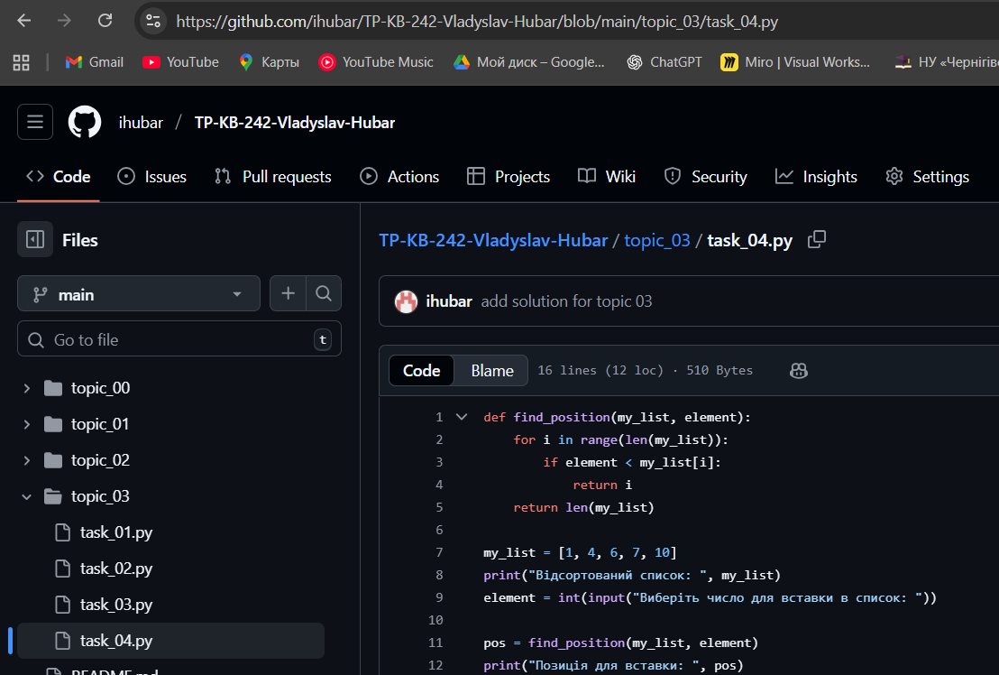 https://github.com/ihubar/TP-KB-242-Vladyslav-Hubar/blob/main/topic_03/task_04.py
Gmail YouTube Карты YouTube Music Мой диск – Google... ChatGPT Miro | Visual Works... НУ «Чернігівс
ihubar / TP-KB-242-Vladyslav-Hubar
Code Issues Pull requests Actions Projects Wiki Security Insights Settings
Files
main
Go to file t
topic_00
topic_01
topic_02
topic_03
task_01.py
task_02.py
task_03.py
task_04.py
README.md
TP-KB-242-Vladyslav-Hubar / topic_03 / task_04.py
ihubar add solution for topic 03
Code Blame 16 lines (12 loc) · 510 Bytes
1 def find_position(my_list, element):
2 for i in range(len(my_list)):
3 if element < my_list[i]:
4 return i
5 return len(my_list)
6
7 my_list = [1, 4, 6, 7, 10]
8 print("Відсортований список: ", my_list)
9 element = int(input("Виберіть число для вставки в список: "))
10
11 pos = find_position(my_list, element)
12 print("Позиція для вставки: ", pos)